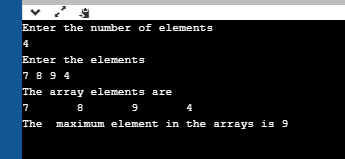 Enter the number of elements
4
Enter the elements
7 8 9 4
The array elements are
7 8 9 4
The maximum element in the arrays is 9